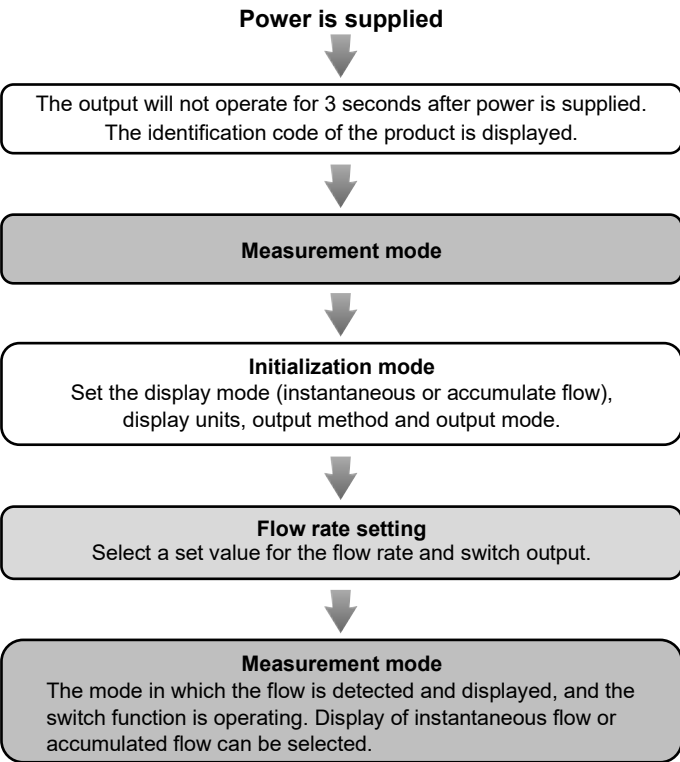 Power is supplied
The output will not operate for 3 seconds after power is supplied.
The identification code of the product is displayed.
Measurement mode
Initialization mode
Set the display mode (instantaneous or accumulate flow),
display units, output method and output mode.
Flow rate setting
Select a set value for the flow rate and switch output.
Measurement mode
The mode in which the flow is detected and displayed, and the
switch function is operating. Display of instantaneous flow or
accumulated flow can be selected.